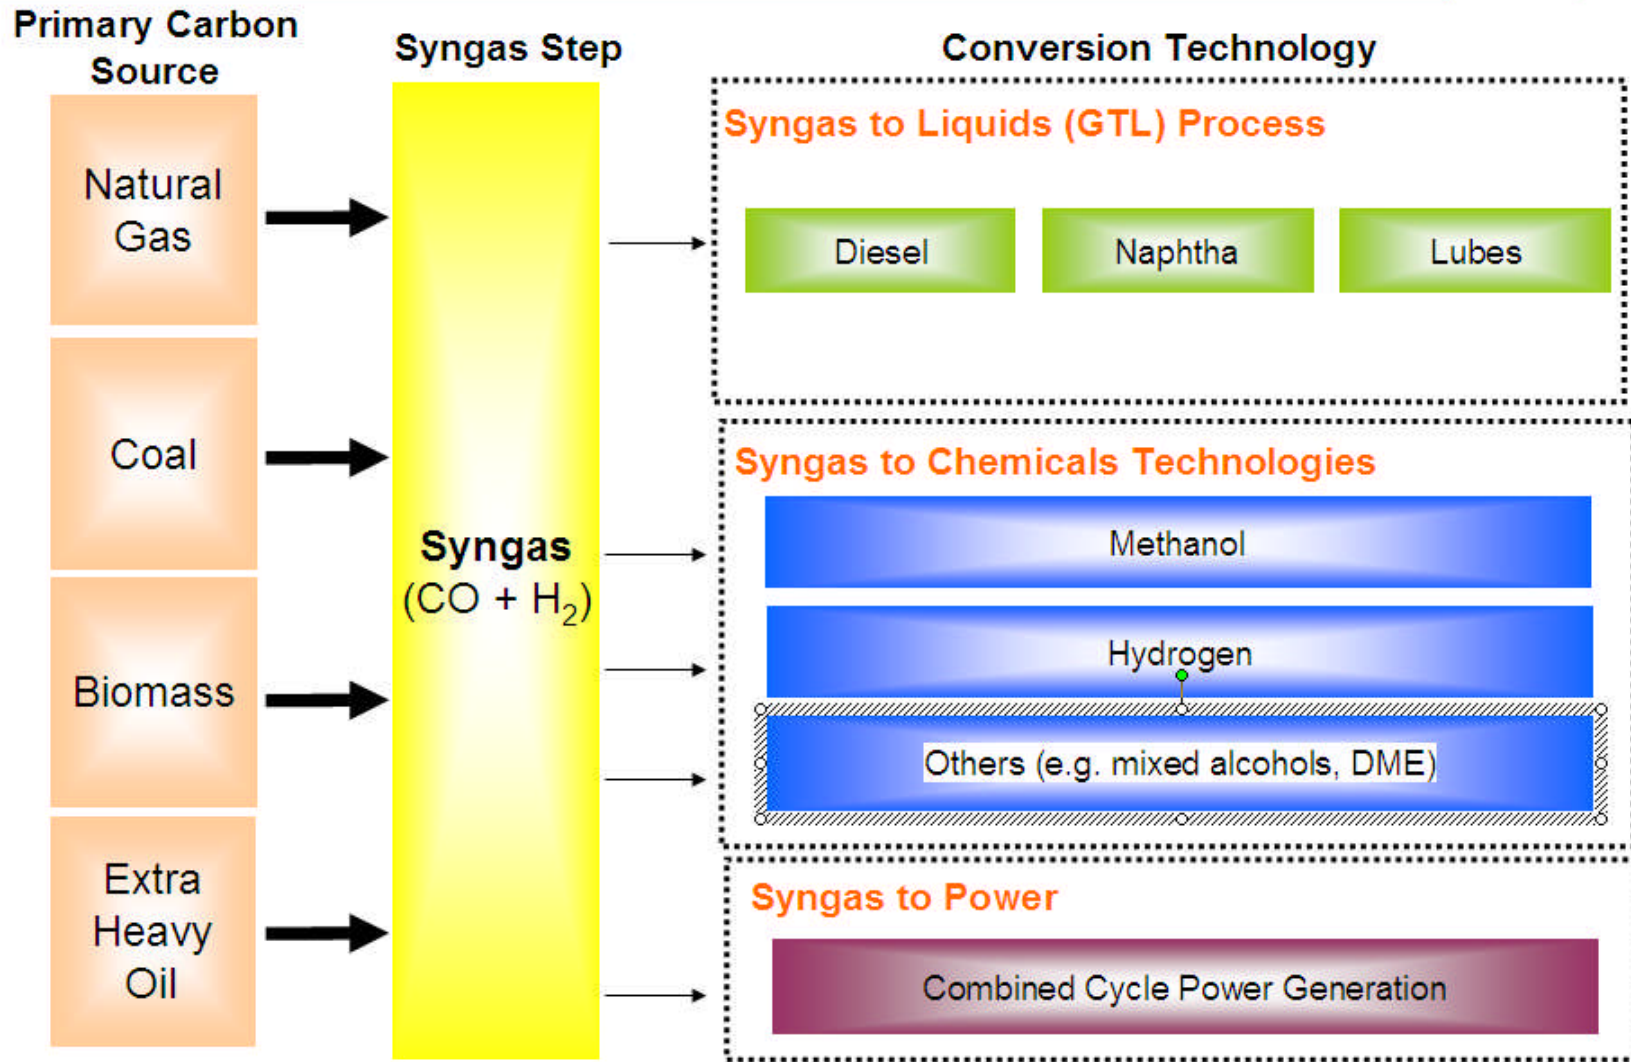 Primary Carbon
Source
Syngas Step
Conversion Technology
Natural
Gas
Coal
Biomass
Extra
Heavy
Oil
Syngas
(CO + H₂)
Syngas to Liquids (GTL) Process
Diesel
Naphtha
Lubes
Syngas to Chemicals Technologies
Methanol
Hydrogen
Others (e.g. mixed alcohols, DME)
Syngas to Power
Combined Cycle Power Generation